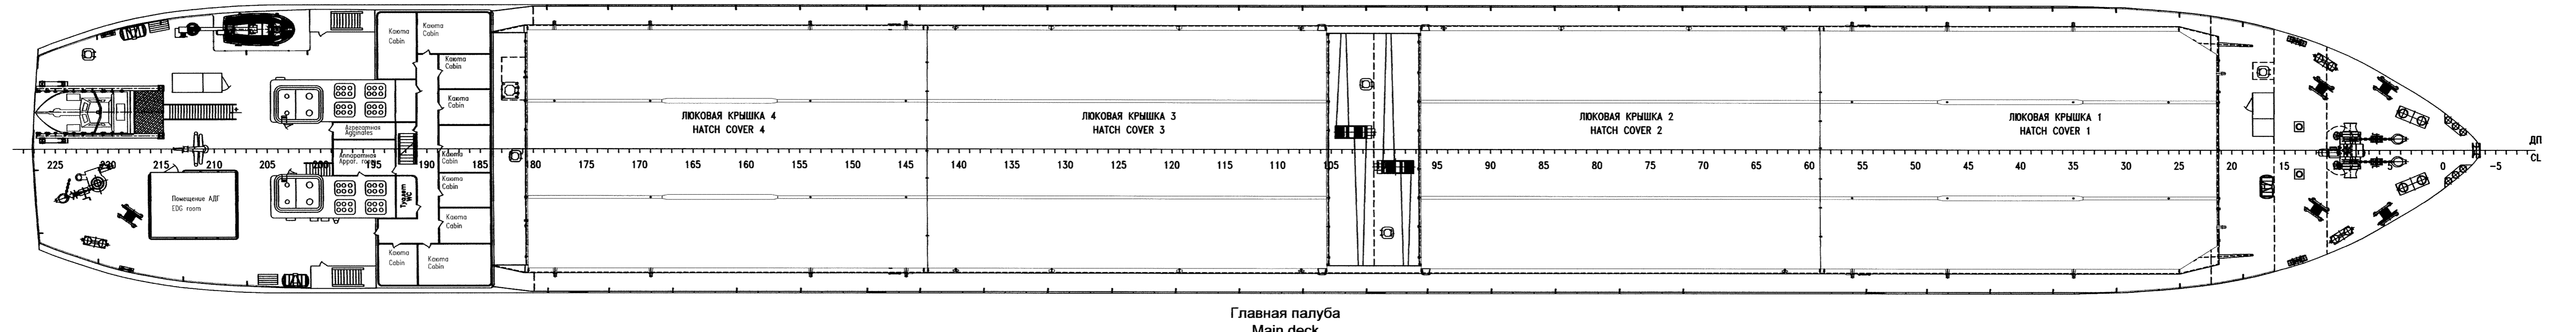 Каюта
Cabin
Каюта
Cabin
Каюта
Cabin
Каюта
Cabin
ЛЮКОВАЯ КРЫШКА 4
HATCH COVER 4
ЛЮКОВАЯ КРЫШКА 3
HATCH COVER 3
ЛЮКОВАЯ КРЫШКА 2
HATCH COVER 2
ЛЮКОВАЯ КРЫШКА 1
HATCH COVER 1
Агрегатная
Аппаратная
Appar. room
Каюта
Cabin
ДП
CL
225 220 215 210 205 200 195 190 185 180 175 170 165 160 155 150 145 140 135 130 125 120 115 110 105 95 90 85 80 75 70 65 60 55 50 45 40 35 30 25 20 15 5 0 -5
Каюта
Cabin
Помещение АДГ
EDG room
Туалет
WC
Каюта
Cabin
Каюта
Cabin
Каюта
Cabin
Главная палуба
Main deck